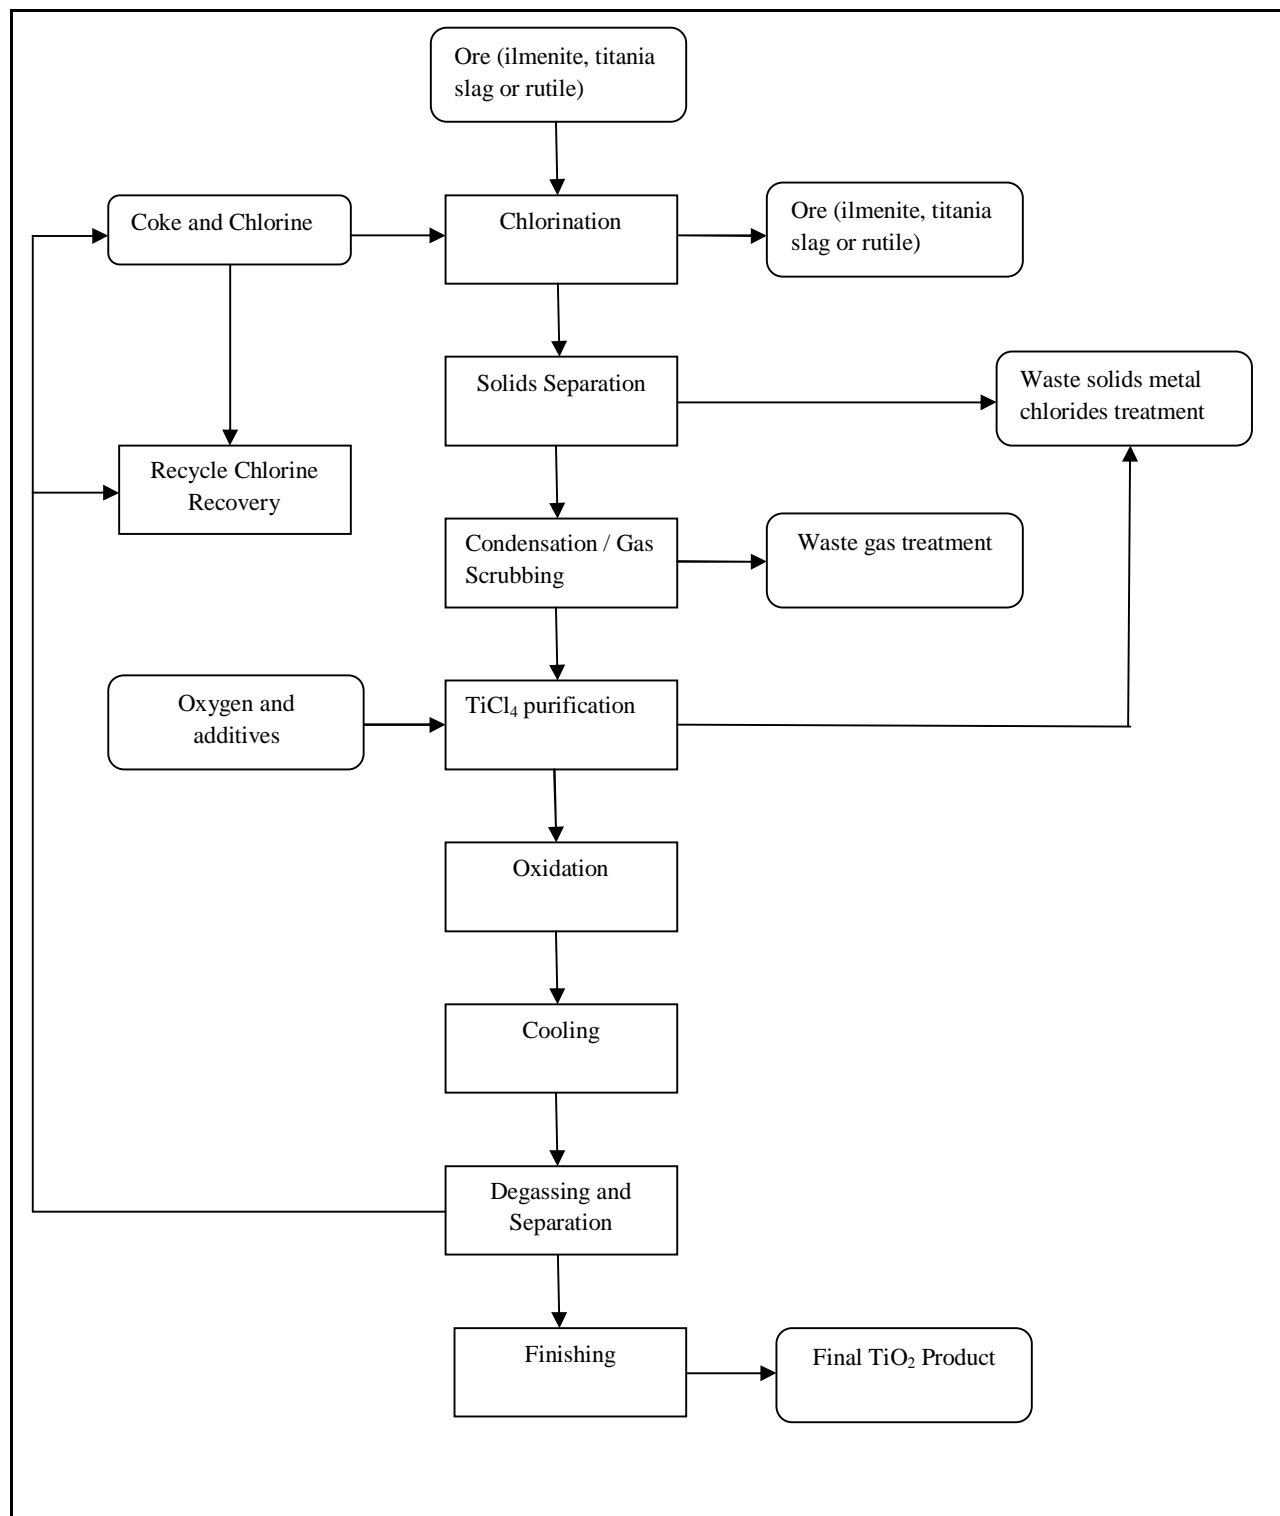 Ore (ilmenite, titania
slag or rutile)
Coke and Chlorine
Chlorination
Ore (ilmenite, titania
slag or rutile)
Solids Separation
Waste solids metal
chlorides treatment
Recycle Chlorine
Recovery
Condensation / Gas
Scrubbing
Waste gas treatment
Oxygen and
additives
TiCl₄ purification
Oxidation
Cooling
Degassing and
Separation
Finishing
Final TiO₂ Product